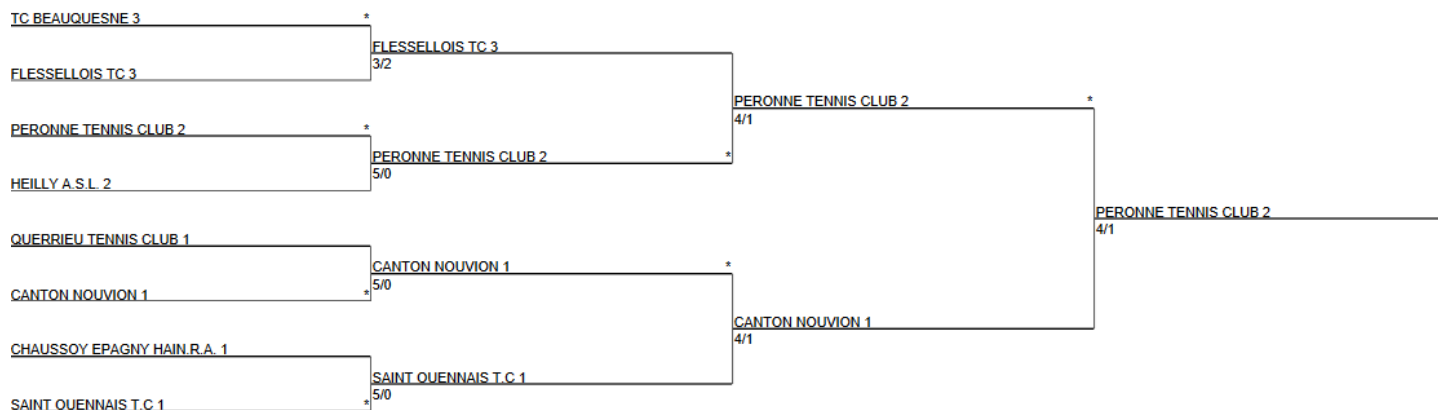 TC BEAUQUESNE 3 *
FLESSELLOIS TC 3
3/2
FLESSELLOIS TC 3
PERONNE TENNIS CLUB 2 *
4/1
PERONNE TENNIS CLUB 2 *
PERONNE TENNIS CLUB 2 *
5/0
HEILLY A.S.L. 2
PERONNE TENNIS CLUB 2
4/1
QUERRIEU TENNIS CLUB 1
CANTON NOUVION 1 *
5/0
CANTON NOUVION 1 *
CANTON NOUVION 1
4/1
CHAUSSOY EPAGNY HAIN.R.A. 1
SAINT OUENNAIS T.C 1
5/0
SAINT OUENNAIS T.C 1 *